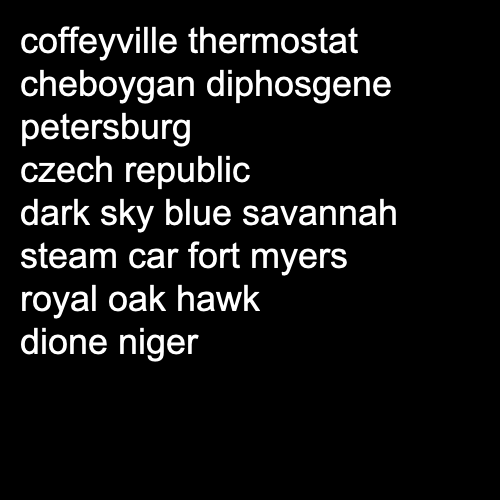 coffeyville thermostat
cheboygan diphosgene
petersburg
czech republic
dark sky blue savannah
steam car fort myers
royal oak hawk
dione niger